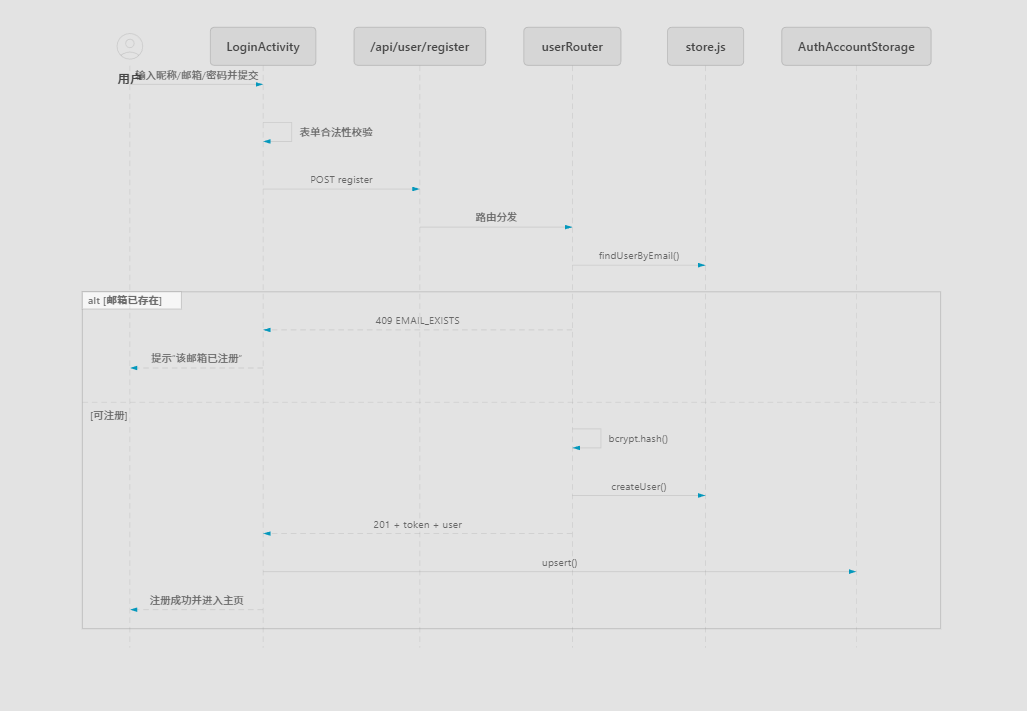 LoginActivity
/api/user/register
userRouter
store.js
AuthAccountStorage
用户
输入昵称/邮箱/密码并提交
表单合法性校验
POST register
路由分发
findUserByEmail()
alt [邮箱已存在]
409 EMAIL_EXISTS
提示"该邮箱已注册"
[可注册]
bcrypt.hash()
createUser()
201 + token + user
upsert()
注册成功并进入主页